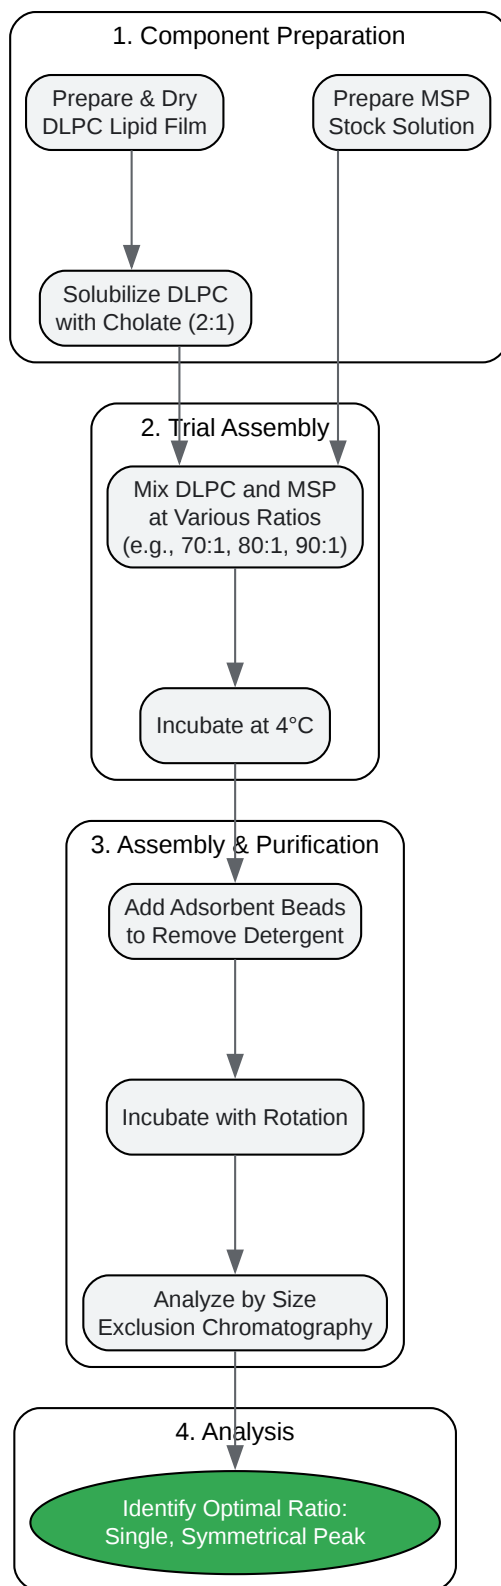 1. Component Preparation
Prepare & Dry
DLPC Lipid Film
Prepare MSP
Stock Solution
Solubilize DLPC
with Cholate (2:1)
2. Trial Assembly
Mix DLPC and MSP
at Various Ratios
(e.g., 70:1, 80:1, 90:1)
Incubate at 4°C
3. Assembly & Purification
Add Adsorbent Beads
to Remove Detergent
Incubate with Rotation
Analyze by Size
Exclusion Chromatography
4. Analysis
Identify Optimal Ratio:
Single, Symmetrical Peak